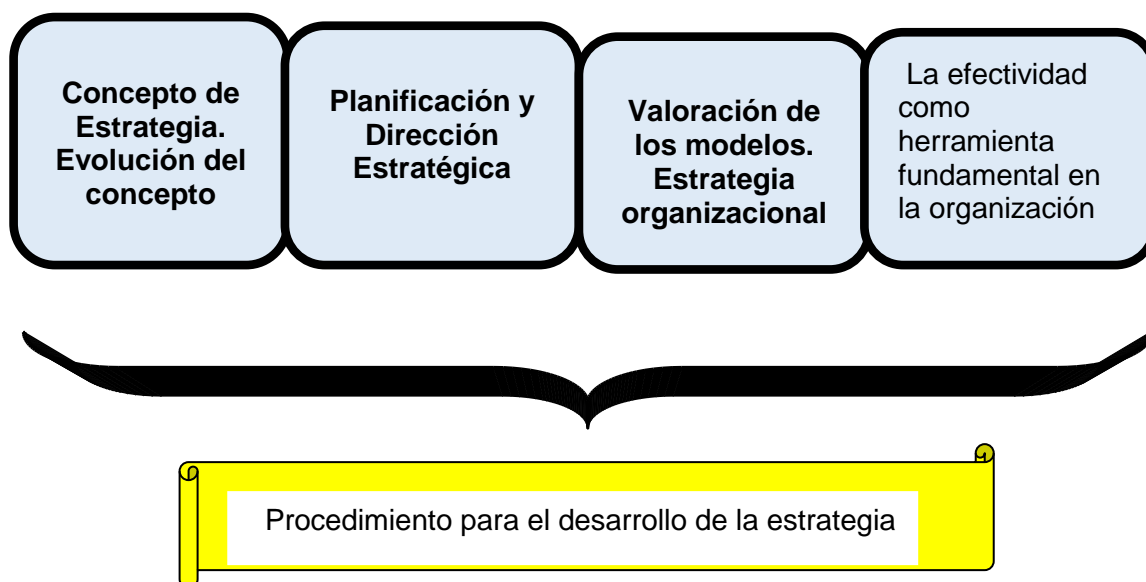 Concepto de
Estrategia.
Evolución del
concepto
Planificación y
Dirección
Estratégica
Valoración de
los modelos.
Estrategia
organizacional
La efectividad
como
herramienta
fundamental en
la organización
Procedimiento para el desarrollo de la estrategia